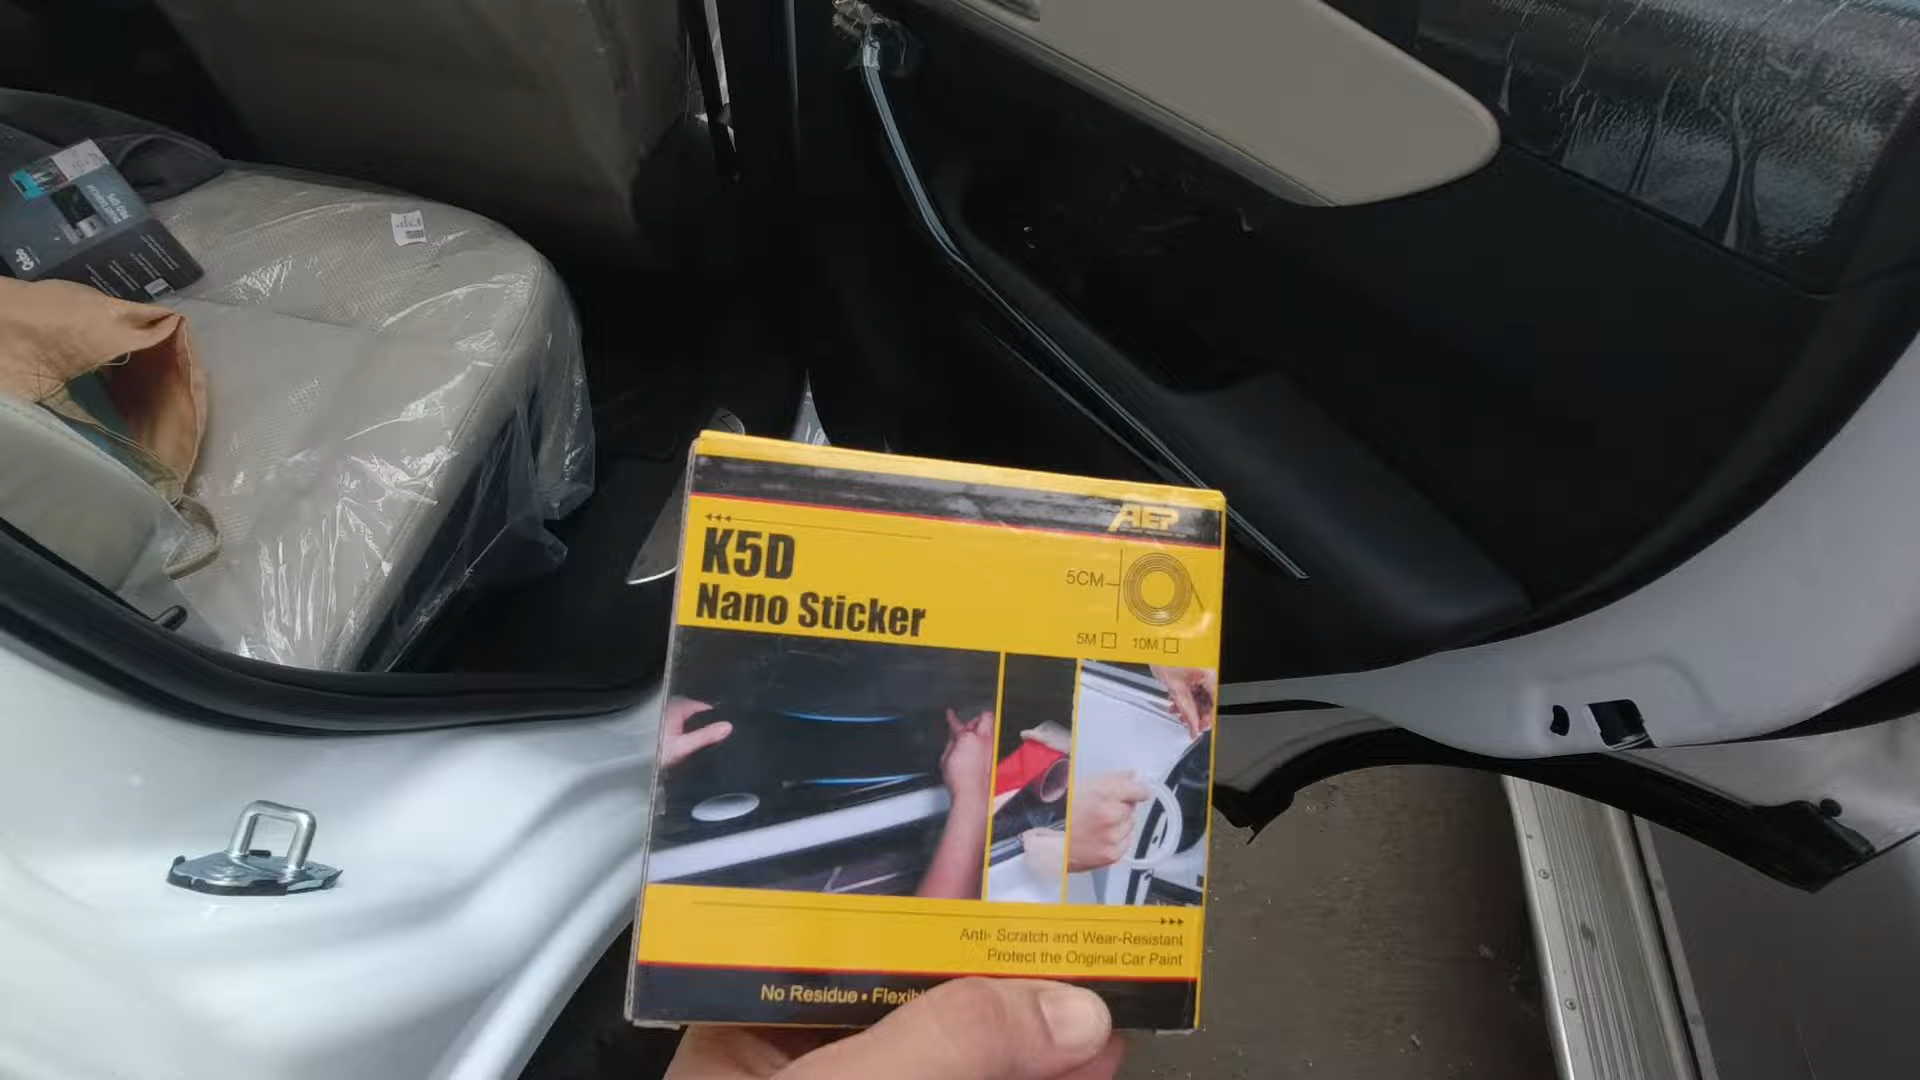 AEP
K5D
Nano Sticker
5CM
5M 10M
Anti- Scratch and Wear-Resistant
Protect the Original Car Paint
No Residue •
Qubo